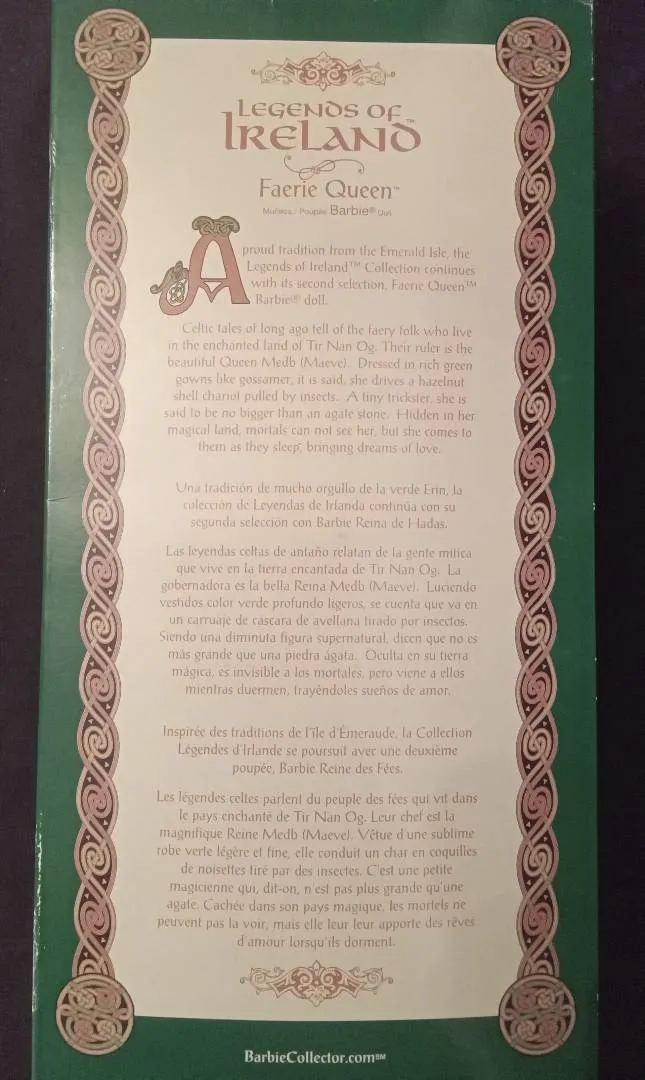 LEGENDS OF
IRELAND™
Faerie Queen™
Muñeca / Poupée Barbie® Doll
A proud tradition from the Emerald Isle, the
Legends of Ireland™ Collection continues
with its second selection, Faerie Queen™
Barbie® doll.
Celtic tales of long ago tell of the faery folk who live
in the enchanted land of Tir Nan Og. Their ruler is the
beautiful Queen Medb (Maeve). Dressed in rich green
gowns like gossamer, it is said, she drives a hazelnut
shell chariot pulled by insects. A tiny trickster, she is
said to be no bigger than an agate stone. Hidden in her
magical land, mortals can not see her, but she comes to
them as they sleep, bringing dreams of love.
Una tradición de mucho orgullo de la verde Erin, la
colección de Leyendas de Irlanda continúa con su
segunda selección con Barbie Reina de Hadas.
Las leyendas celtas de antaño relatan de la gente mítica
que vive en la tierra encantada de Tir Nan Og. La
gobernadora es la bella Reina Medb (Maeve). Luciendo
vestidos color verde profundo ligeros, se cuenta que va en
un carruaje de cáscara de avellana tirado por insectos.
Siendo una diminuta figura supernatural, dicen que no es
más grande que una piedra ágata. Oculta en su tierra
mágica, es invisible a los mortales, pero viene a ellos
mientras duermen, trayéndoles sueños de amor.
Inspirée des traditions de l'île d'Émeraude, la Collection
Légendes d'Irlande se poursuit avec une deuxième
poupée, Barbie Reine des Fées.
Les légendes celtes parlent du peuple des fées qui vit dans
le pays enchanté de Tir Nan Og. Leur chef est la
magnifique Reine Medb (Maeve). Vêtue d'une sublime
robe verte légère et fine, elle conduit un char en coquilles
de noisettes tiré par des insectes. C'est une petite
magicienne qui, dit-on, n'est pas plus grande qu'une
agate. Cachée dans son pays magique, les mortels ne
peuvent pas la voir, mais elle leur leur apporte des rêves
d'amour lorsqu'ils dorment.
BarbieCollector.com℠